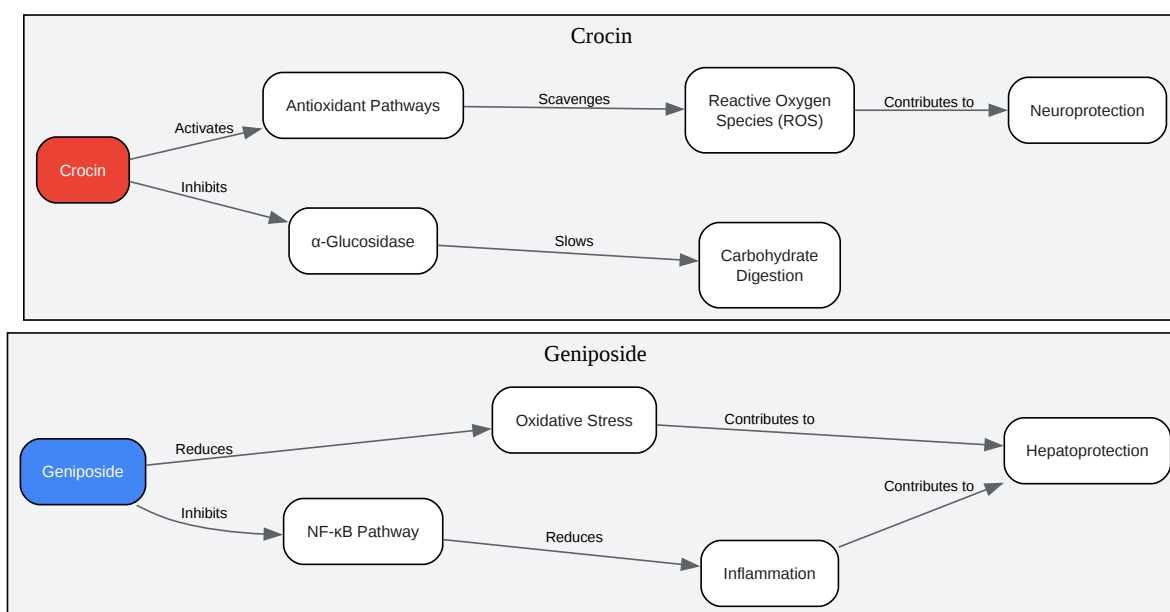 Crocin
Antioxidant Pathways
Scavenges
Reactive Oxygen
Species (ROS)
Contributes to
Neuroprotection
Activates
Crocin
Inhibits
α-Glucosidase
Slows
Carbohydrate
Digestion
Geniposide
Oxidative Stress
Contributes to
Hepatoprotection
Reduces
Geniposide
Contributes to
Inhibits
NF-κB Pathway
Reduces
Inflammation